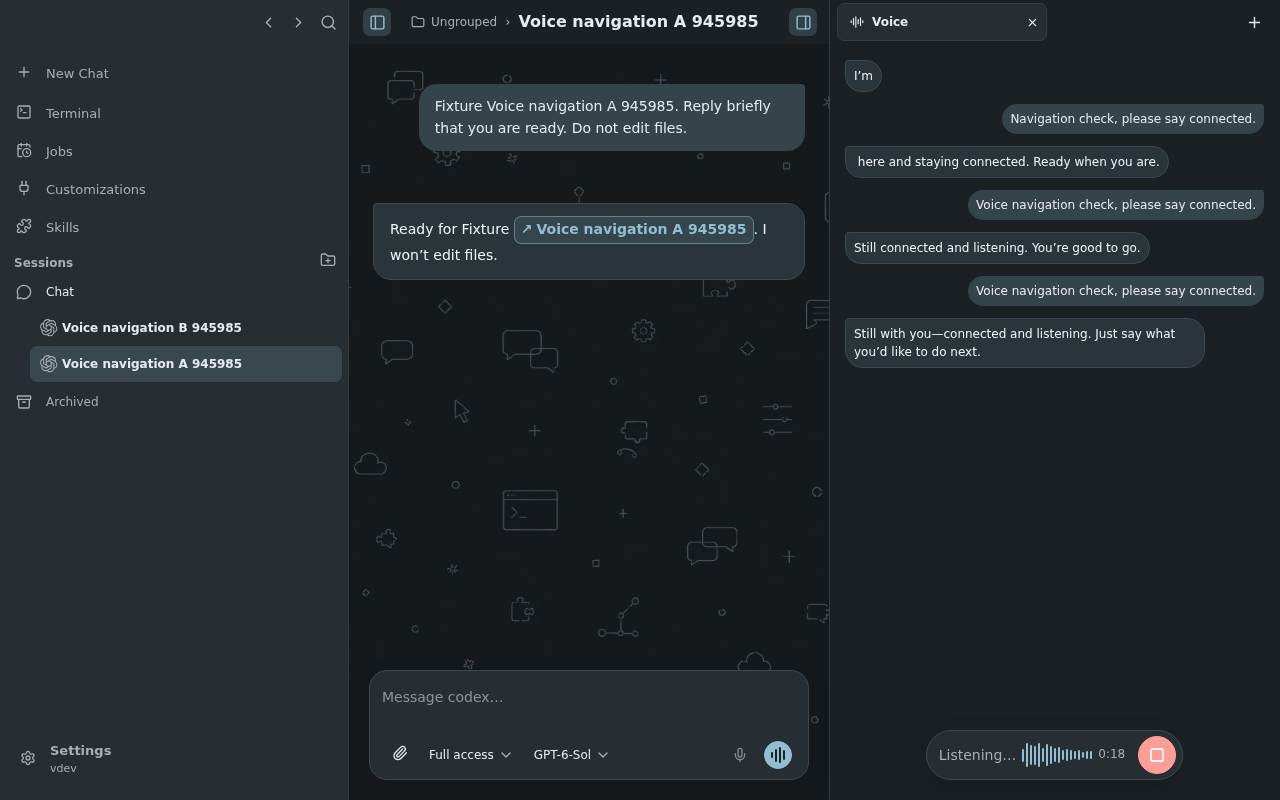 New Chat
Terminal
Jobs
Customizations
Skills
Sessions
Chat
Voice navigation B 945985
Voice navigation A 945985
Archived
Settings
vdev
Ungrouped › Voice navigation A 945985
Fixture Voice navigation A 945985. Reply briefly
that you are ready. Do not edit files.
Ready for Fixture ↗ Voice navigation A 945985. I
won’t edit files.
Message codex…
Full access
GPT-6-Sol
Voice
I’m
Navigation check, please say connected.
here and staying connected. Ready when you are.
Voice navigation check, please say connected.
Still connected and listening. You’re good to go.
Voice navigation check, please say connected.
Still with you—connected and listening. Just say what
you’d like to do next.
Listening… 0:18